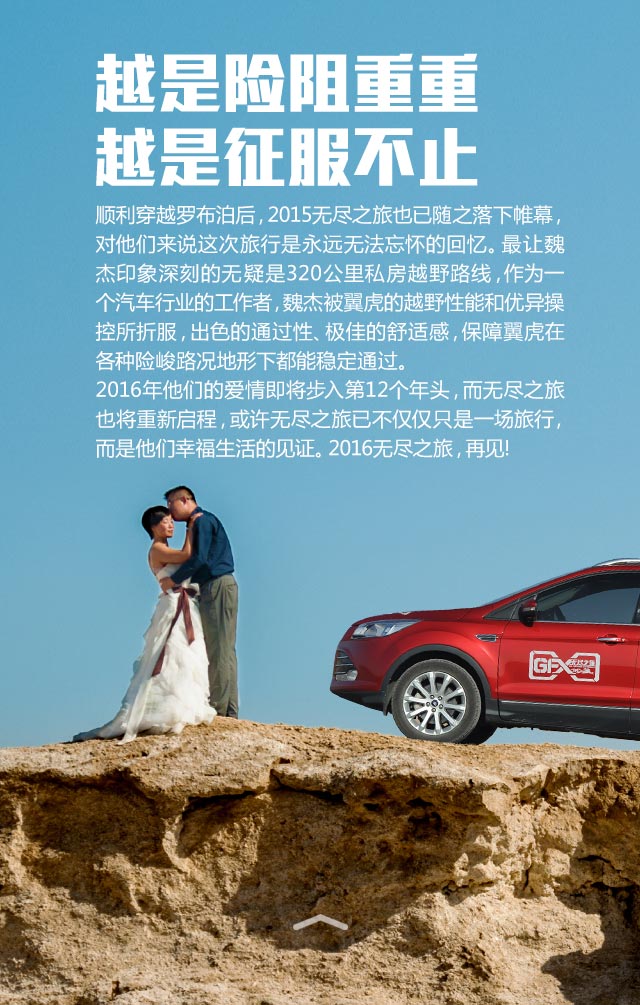 越是险阻重重
越是征服不止
顺利穿越罗布泊后，2015无尽之旅也已随之落下帷幕，
对他们来说这次旅行是永远无法忘怀的回忆。最让魏
杰印象深刻的无疑是320公里私房越野路线，作为一
个汽车行业的工作者，魏杰被翼虎的越野性能和优异操
控所折服，出色的通过性、极佳的舒适感，保障翼虎在
各种险峻路况地形下都能稳定通过。
2016年他们的爱情即将步入第12个年头，而无尽之旅
也将重新启程，或许无尽之旅已不仅仅只是一场旅行，
而是他们幸福生活的见证。2016无尽之旅，再见!
GFX 无尽之旅